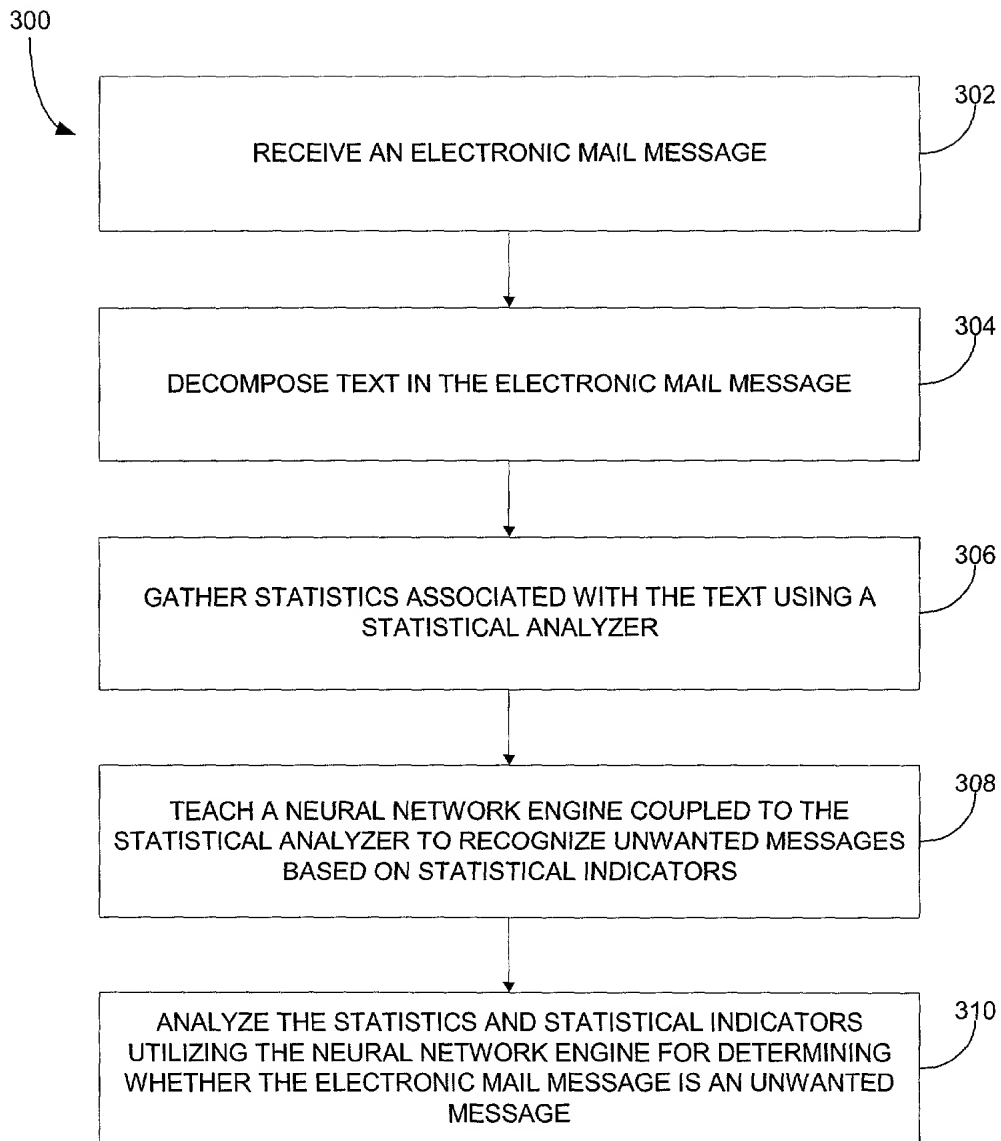 300
302
RECEIVE AN ELECTRONIC MAIL MESSAGE
304
DECOMPOSE TEXT IN THE ELECTRONIC MAIL MESSAGE
306
GATHER STATISTICS ASSOCIATED WITH THE TEXT USING A
STATISTICAL ANALYZER
308
TEACH A NEURAL NETWORK ENGINE COUPLED TO THE
STATISTICAL ANALYZER TO RECOGNIZE UNWANTED MESSAGES
BASED ON STATISTICAL INDICATORS
310
ANALYZE THE STATISTICS AND STATISTICAL INDICATORS
UTILIZING THE NEURAL NETWORK ENGINE FOR DETERMINING
WHETHER THE ELECTRONIC MAIL MESSAGE IS AN UNWANTED
MESSAGE